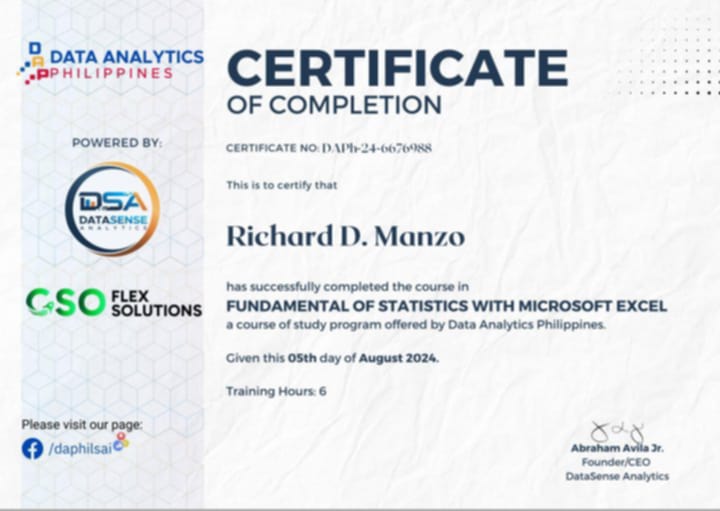 DAP DATA ANALYTICS
PHILIPPINES
CERTIFICATE
OF COMPLETION
POWERED BY:
CERTIFICATE NO: DAPh-24-6676988
This is to certify that
DSA
DATASENSE
ANALYTICS
Richard D. Manzo
has successfully completed the course in
FUNDAMENTAL OF STATISTICS WITH MICROSOFT EXCEL
a course of study program offered by Data Analytics Philippines.
GSO FLEX
SOLUTIONS
Given this 05th day of August 2024.
Training Hours: 6
Please visit our page:
/daphilsai
Abraham Avila Jr.
Founder/CEO
DataSense Analytics